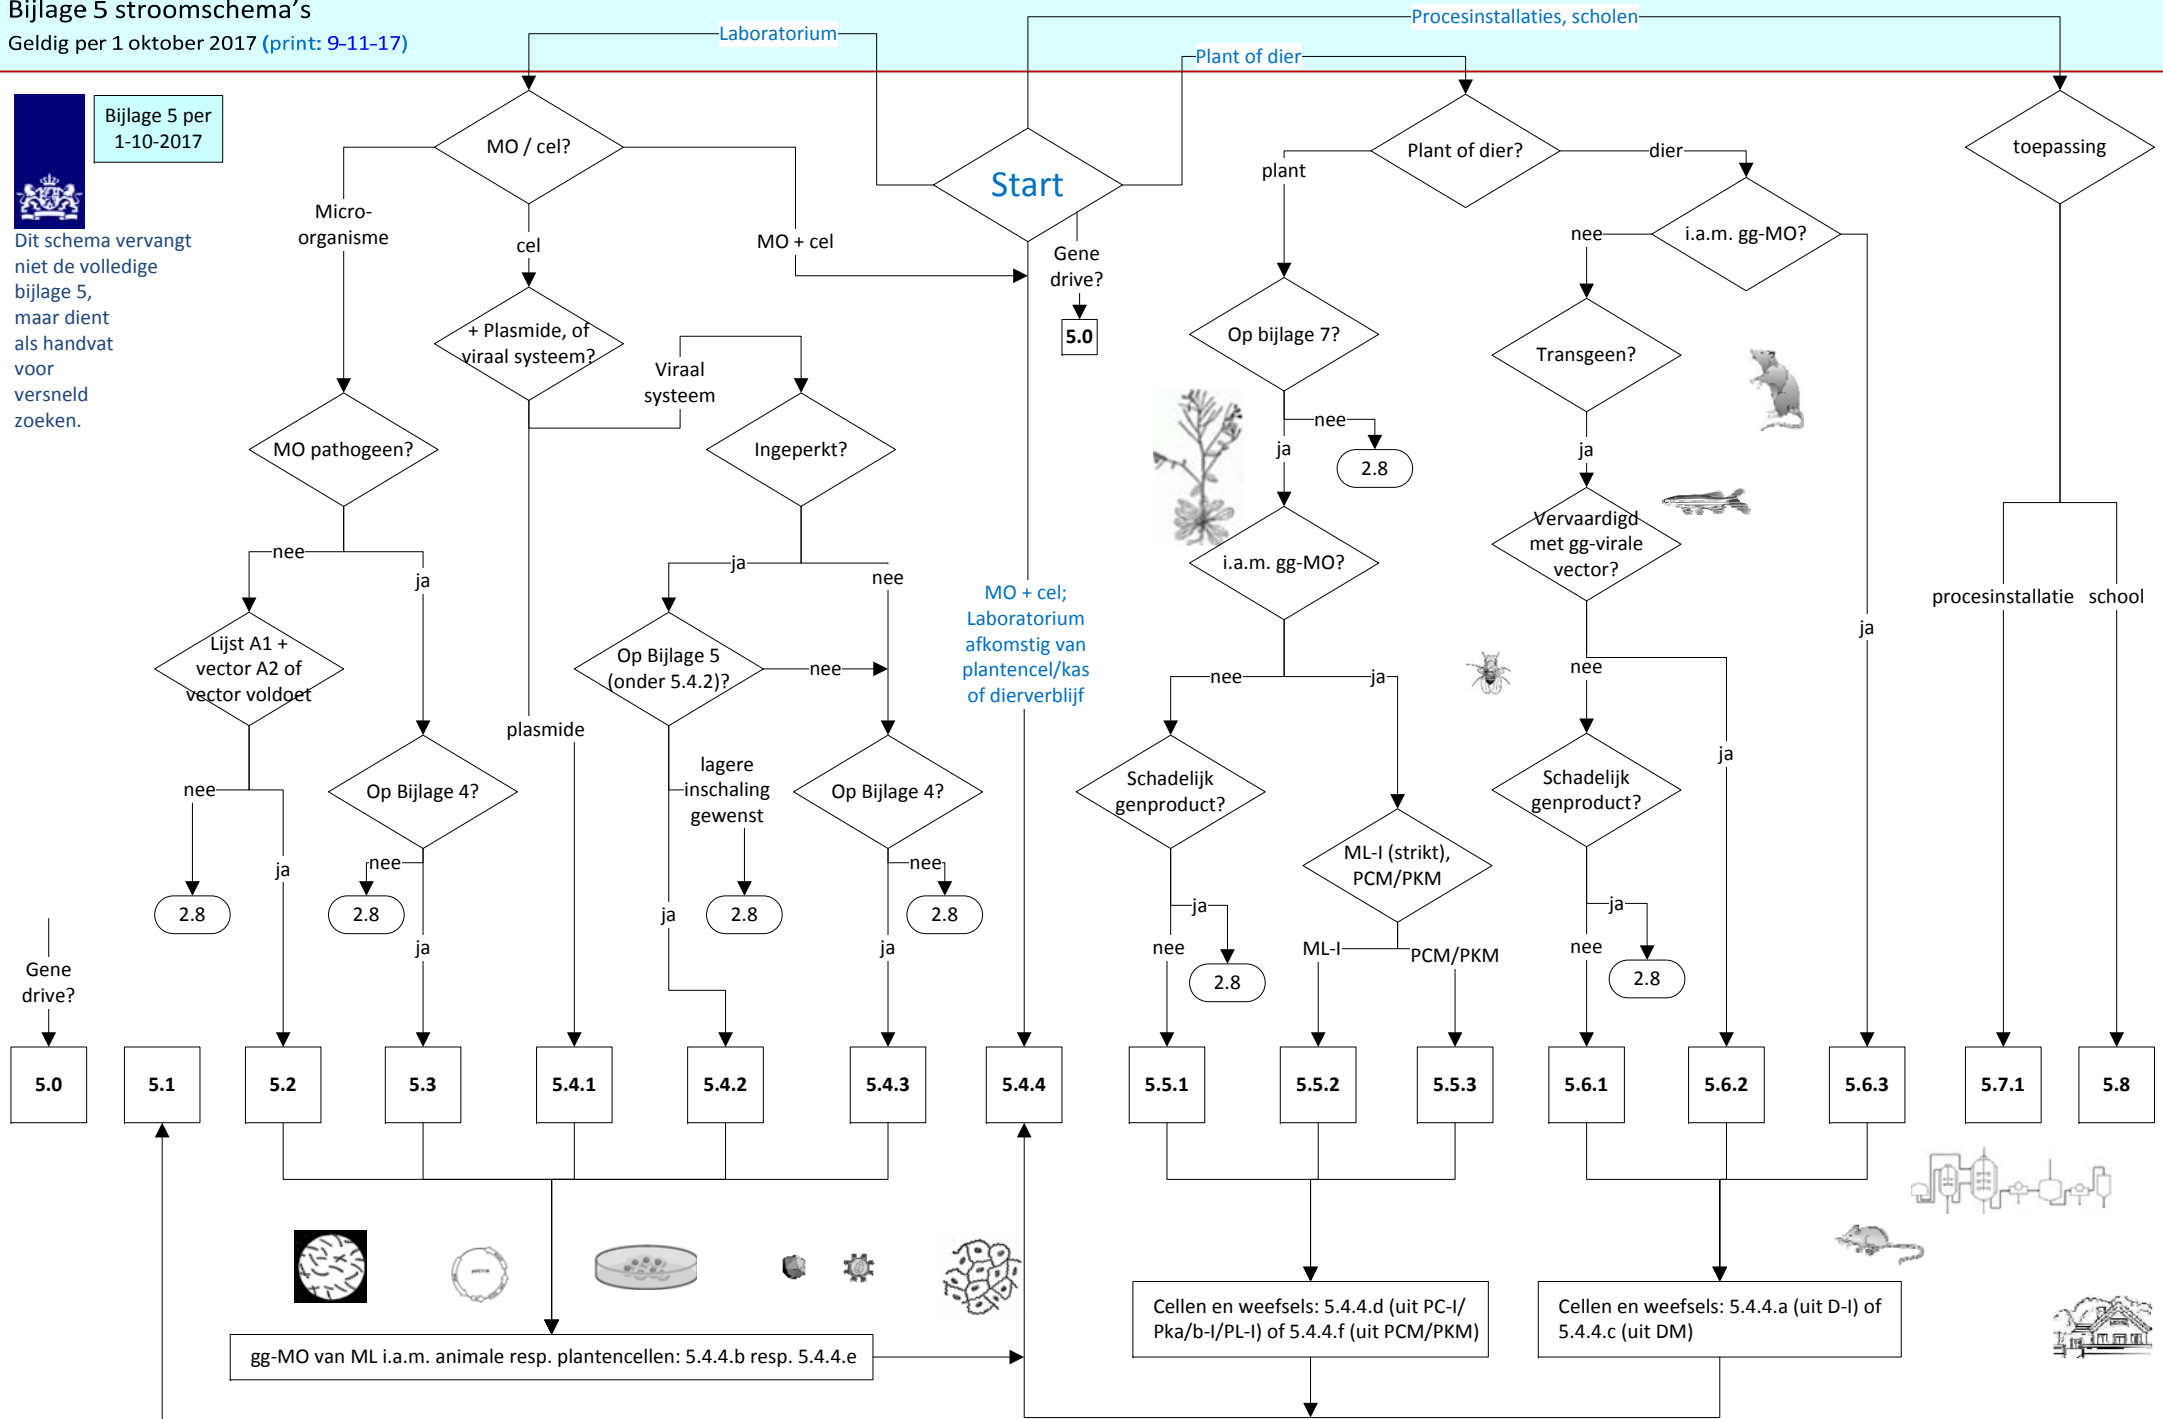 Bijlage 5 stroomschema's
Geldig per 1 oktober 2017 (print: 9-11-17)
Laboratorium
Procesinstallaties, scholen
Plant of dier
Bijlage 5 per
1-10-2017
Dit schema vervangt
niet de volledige
bijlage 5,
maar dient
als handvat
voor
versneld
zoeken.
MO / cel?
Start
Plant of dier?
toepassing
Micro-
organisme
cel
MO + cel
Gene
drive?
5.0
plant
dier
i.a.m. gg-MO?
nee
ja
+ Plasmide, of
viraal systeem?
Viraal
systeem
plasmide
Op bijlage 7?
nee
2.8
ja
Transgeen?
ja
MO pathogeen?
nee
ja
Ingeperkt?
ja
nee
i.a.m. gg-MO?
nee
ja
Vervaardigd
met gg-virale
vector?
nee
ja
procesinstallatie
school
Lijst A1 +
vector A2 of
vector voldoet
nee
2.8
ja
Op Bijlage 4?
nee
2.8
ja
Op Bijlage 5
(onder 5.4.2)?
nee
ja
lagere
inschaling
gewenst
2.8
Op Bijlage 4?
nee
2.8
ja
MO + cel;
Laboratorium
afkomstig van
plantencel/kas
of dierverblijf
Schadelijk
genproduct?
ja
2.8
nee
ML-I (strikt),
PCM/PKM
ML-I
PCM/PKM
Schadelijk
genproduct?
ja
2.8
nee
Gene
drive?
5.0
5.1
5.2
5.3
5.4.1
5.4.2
5.4.3
5.4.4
5.5.1
5.5.2
5.5.3
5.6.1
5.6.2
5.6.3
5.7.1
5.8
gg-MO van ML i.a.m. animale resp. plantencellen: 5.4.4.b resp. 5.4.4.e
Cellen en weefsels: 5.4.4.d (uit PC-I/
Pka/b-I/PL-I) of 5.4.4.f (uit PCM/PKM)
Cellen en weefsels: 5.4.4.a (uit D-I) of
5.4.4.c (uit DM)